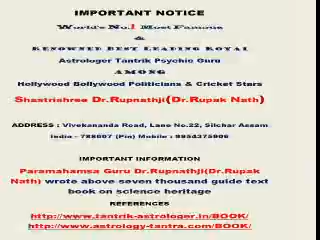 IMPORTANT NOTICE
World's No.1 Most Famous
&
RENOWNED BEST LEADING ROYAL
Astrologer Tantrik Psychic Guru
AMONG
Hollywood Bollywood Politicians & Cricket Stars
Shastrishree Dr.Rupnathji(Dr.Rupak Nath)
ADDRESS : Vivekananda Road, Lane No.22, Silchar Assam
India - 788007 (Pin) Mobile : 9954375906
IMPORTANT INFORMATION
Paramahamsa Guru Dr.Rupnathji(Dr.Rupak
Nath) wrote above seven thousand guide text
book on science heritage
REFERENCES
http://www.tantrik-astrologer.in/BOOK/
http://www.astrology-tantra.com/BOOK/